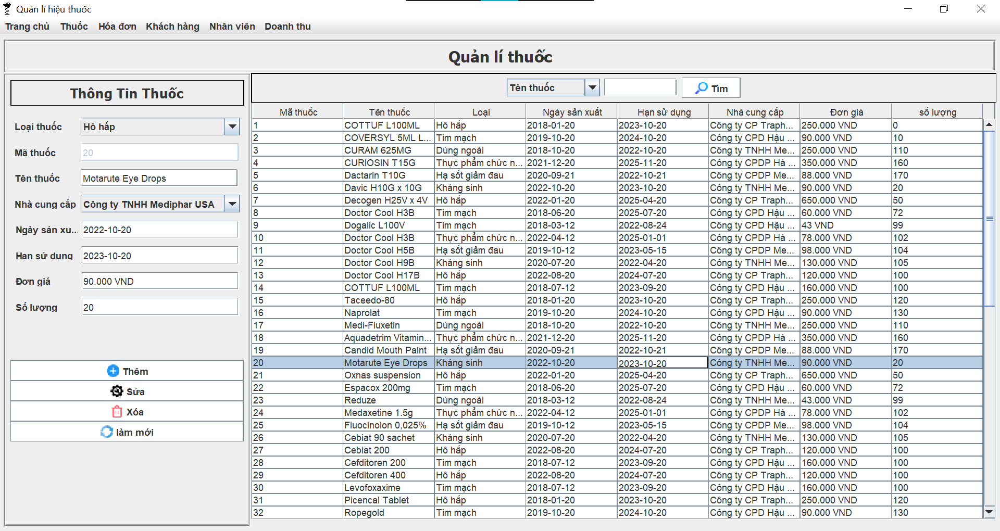 Quản lí hiệu thuốc
Trang chủ Thuốc Hóa đơn Khách hàng Nhân viên Doanh thu
Quản lí thuốc
Thông Tin Thuốc
Loại thuốc Hô hấp
Mã thuốc 20
Tên thuốc Motarute Eye Drops
Nhà cung cấp Công ty TNHH Mediphar USA
Ngày sản xu... 2022-10-20
Hạn sử dụng 2023-10-20
Đơn giá 90.000 VND
Số lượng 20
Thêm
Sửa
Xóa
làm mới
Tên thuốc Tìm
Mã thuốc Tên thuốc Loại Ngày sản xuất Hạn sử dụng Nhà cung cấp Đơn giá số lượng
1 COTTUF L100ML Hô hấp 2018-01-20 2023-10-20 Công ty CP Traph... 250.000 VND 0
2 COVERSYL 5ML L... Tim mạch 2019-10-20 2024-10-20 Công ty CPD Hậu ... 90.000 VND 10
3 CURAM 625MG Dùng ngoài 2018-10-20 2022-10-20 Công ty TNHH Me... 250.000 VND 110
4 CURIOSIN T15G Thực phẩm chức n... 2021-12-20 2025-11-20 Công ty CPDP Hà ... 350.000 VND 160
5 Dactarin T10G Hạ sốt giảm đau 2020-09-21 2022-10-21 Công ty CPDP Me... 88.000 VND 170
6 Davic H10G x 10G Kháng sinh 2022-10-20 2023-10-20 Công ty TNHH Me... 90.000 VND 20
7 Decogen H25V x 4V Hô hấp 2022-01-20 2025-04-20 Công ty CP Traph... 650.000 VND 50
8 Doctor Cool H3B Tim mạch 2018-06-20 2025-07-20 Công ty CPD Hậu ... 60.000 VND 72
9 Dogalic L100V Tim mạch 2018-03-12 2022-08-24 Công ty CPD Hậu ... 43 VND 99
10 Doctor Cool H3B Thực phẩm chức n... 2022-04-12 2025-01-01 Công ty CPDP Hà ... 78.000 VND 102
11 Doctor Cool H5B Hạ sốt giảm đau 2019-10-12 2023-05-15 Công ty CPDP Me... 98.000 VND 104
12 Doctor Cool H9B Kháng sinh 2020-07-20 2022-04-20 Công ty TNHH Me... 130.000 VND 105
13 Doctor Cool H17B Hô hấp 2022-08-20 2024-07-20 Công ty CP Traph... 120.000 VND 100
14 COTTUF L100ML Tim mạch 2018-07-12 2023-09-20 Công ty CPD Hậu ... 160.000 VND 100
15 Taceedo-80 Hô hấp 2018-01-20 2023-10-20 Công ty CP Traph... 250.000 VND 120
16 Naprolat Tim mạch 2019-10-20 2024-10-20 Công ty CPD Hậu ... 90.000 VND 130
17 Medi-Fluxetin Dùng ngoài 2018-10-20 2022-10-20 Công ty TNHH Me... 250.000 VND 110
18 Aquadetrim Vitamin... Thực phẩm chức n... 2021-12-20 2025-11-20 Công ty CPDP Hà ... 350.000 VND 160
19 Candid Mouth Paint Hạ sốt giảm đau 2020-09-21 2022-10-21 Công ty CPDP Me... 88.000 VND 170
20 Motarute Eye Drops Kháng sinh 2022-10-20 2023-10-20 Công ty TNHH Me... 90.000 VND 20
21 Oxnas suspension Hô hấp 2022-01-20 2025-04-20 Công ty CP Traph... 650.000 VND 50
22 Espacox 200mg Tim mạch 2018-06-20 2025-07-20 Công ty CPD Hậu ... 60.000 VND 72
23 Reduze Dùng ngoài 2018-03-12 2022-08-24 Công ty TNHH Me... 43.000 VND 99
24 Medaxetine 1.5g Thực phẩm chức n... 2022-04-12 2025-01-01 Công ty CPDP Hà ... 78.000 VND 102
25 Fluocinolon 0,025% Hạ sốt giảm đau 2019-10-12 2023-05-15 Công ty CPDP Me... 98.000 VND 104
26 Cebiat 90 sachet Kháng sinh 2020-07-20 2022-04-20 Công ty TNHH Me... 130.000 VND 105
27 Cebiat 200 Hô hấp 2022-08-20 2024-07-20 Công ty CP Traph... 120.000 VND 100
28 Cefditoren 200 Tim mạch 2018-07-12 2023-09-20 Công ty CPD Hậu ... 160.000 VND 100
29 Cefditoren 400 Hô hấp 2022-08-20 2024-07-20 Công ty CP Traph... 120.000 VND 100
30 Levofoxaxime Tim mạch 2018-07-12 2023-09-20 Công ty CPD Hậu ... 160.000 VND 100
31 Picencal Tablet Hô hấp 2018-01-20 2023-10-20 Công ty CP Traph... 250.000 VND 120
32 Ropegold Tim mạch 2019-10-20 2024-10-20 Công ty CPD Hậu ... 90.000 VND 130